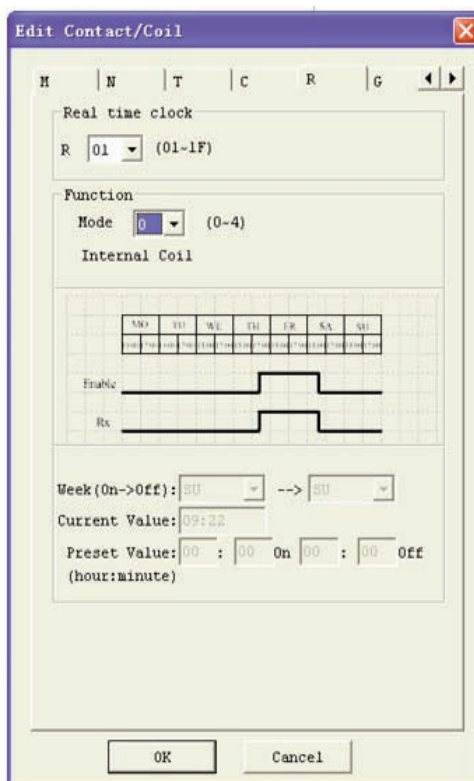 Edit Contact/Coil
M N T C R G
Real time clock
R 01 (01~1F)
Function
Mode 0 (0~4)
Internal Coil
MO TU WE TH FR SA SU
Enable
Rx
Week(On->Off): SU --> SU
Current Value: 09:22
Preset Value: 00 : 00 On 00 : 00 Off
(hour:minute)
OK Cancel